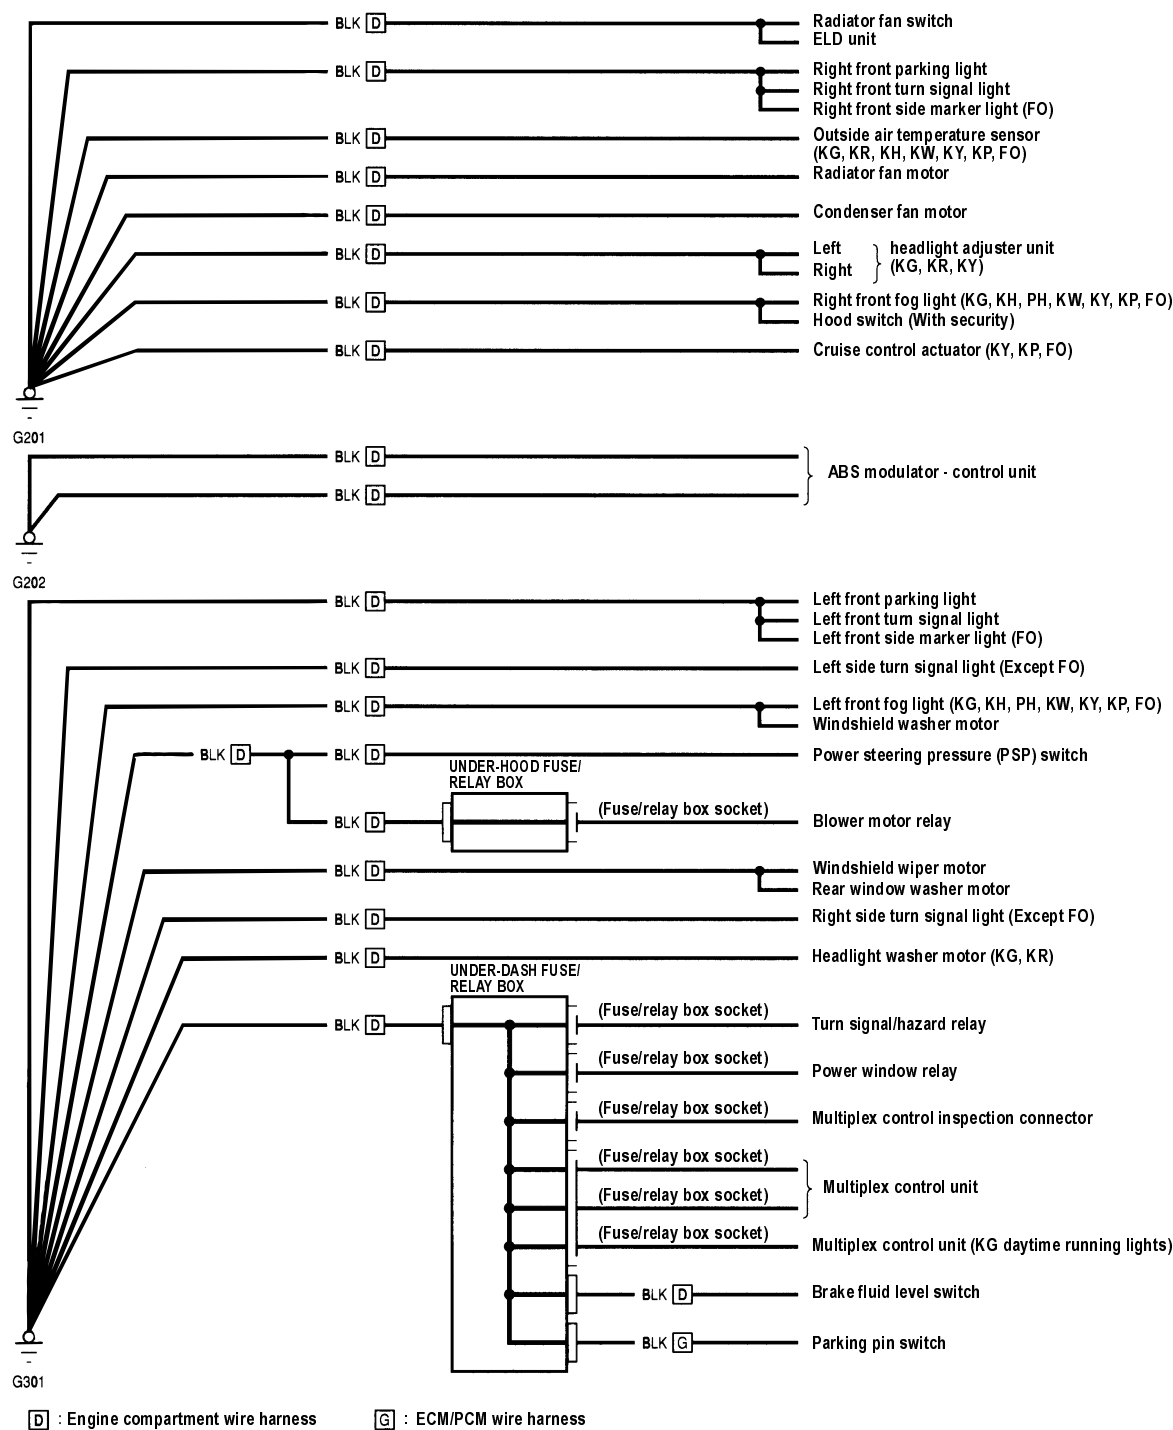 BLK D Radiator fan switch
ELD unit
BLK D Right front parking light
Right front turn signal light
Right front side marker light (FO)
BLK D Outside air temperature sensor
(KG, KR, KH, KW, KY, KP, FO)
BLK D Radiator fan motor
BLK D Condenser fan motor
BLK D Left headlight adjuster unit
Right (KG, KR, KY)
BLK D Right front fog light (KG, KH, PH, KW, KY, KP, FO)
Hood switch (With security)
BLK D Cruise control actuator (KY, KP, FO)
G201
BLK D
ABS modulator - control unit
BLK D
G202
BLK D Left front parking light
Left front turn signal light
Left front side marker light (FO)
BLK D Left side turn signal light (Except FO)
BLK D Left front fog light (KG, KH, PH, KW, KY, KP, FO)
Windshield washer motor
BLK D BLK D Power steering pressure (PSP) switch
UNDER-HOOD FUSE/
RELAY BOX
BLK D (Fuse/relay box socket) Blower motor relay
BLK D Windshield wiper motor
Rear window washer motor
BLK D Right side turn signal light (Except FO)
BLK D Headlight washer motor (KG, KR)
UNDER-DASH FUSE/
RELAY BOX
BLK D (Fuse/relay box socket) Turn signal/hazard relay
(Fuse/relay box socket) Power window relay
(Fuse/relay box socket) Multiplex control inspection connector
(Fuse/relay box socket)
Multiplex control unit
(Fuse/relay box socket)
(Fuse/relay box socket) Multiplex control unit (KG daytime running lights)
BLK D Brake fluid level switch
BLK G Parking pin switch
G301
D : Engine compartment wire harness G : ECM/PCM wire harness